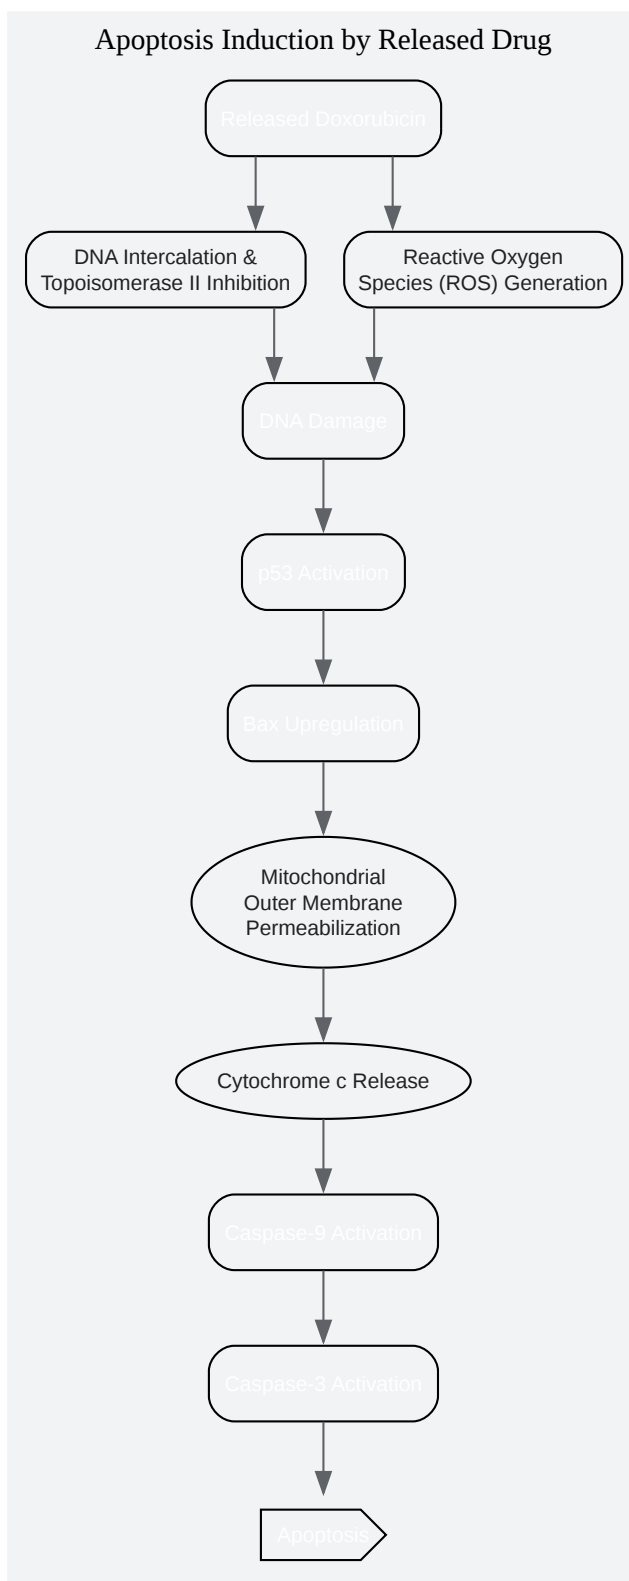 Apoptosis Induction by Released Drug
Released Doxorubicin
DNA Intercalation &
Topoisomerase II Inhibition
Reactive Oxygen
Species (ROS) Generation
DNA Damage
p53 Activation
Bax Upregulation
Mitochondrial
Outer Membrane
Permeabilization
Cytochrome c Release
Caspase-9 Activation
Caspase-3 Activation
Apoptosis